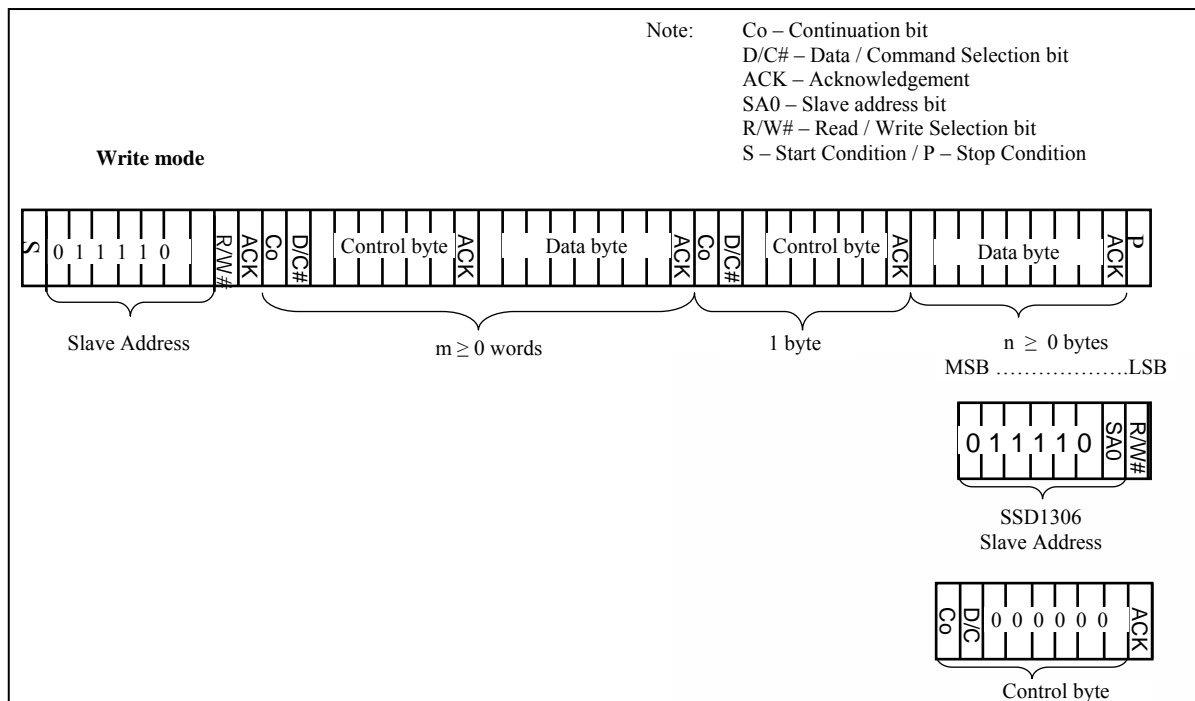 Note: Co – Continuation bit
D/C# – Data / Command Selection bit
ACK – Acknowledgement
SA0 – Slave address bit
R/W# – Read / Write Selection bit
S – Start Condition / P – Stop Condition
Write mode
S 0 1 1 1 1 0 R/W# ACK Co D/C# Control byte ACK Data byte ACK Co D/C# Control byte ACK Data byte ACK P
Slave Address m ≥ 0 words 1 byte n ≥ 0 bytes
MSB ………………….LSB
0 1 1 1 1 0 SA0 R/W#
SSD1306
Slave Address
Co D/C 0 0 0 0 0 0 ACK
Control byte